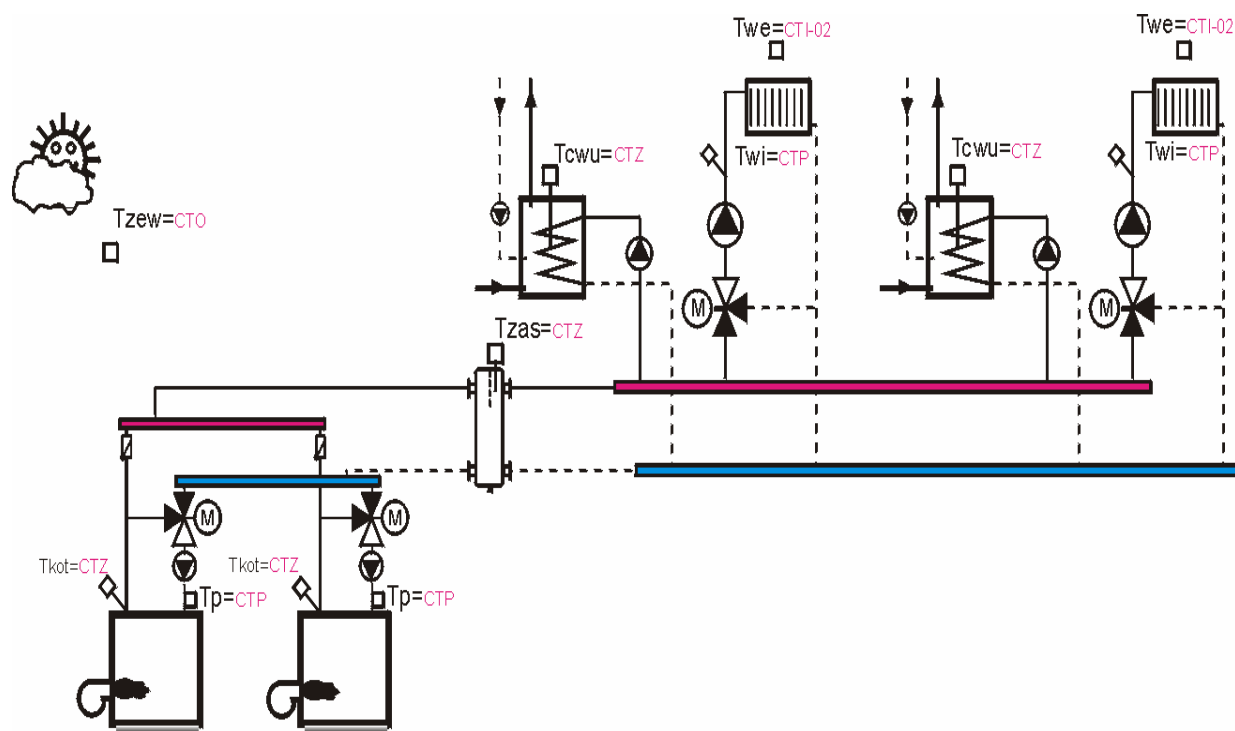 Twe=CTI-02
Twe=CTI-02
Tcwu=CTZ
Twi=CTP
Tcwu=CTZ
Twi=CTP
Tzew=CTO
M
M
Tzas=CTZ
M
M
Tkot=CTZ
Tkot=CTZ
Tp=CTP
Tp=CTP